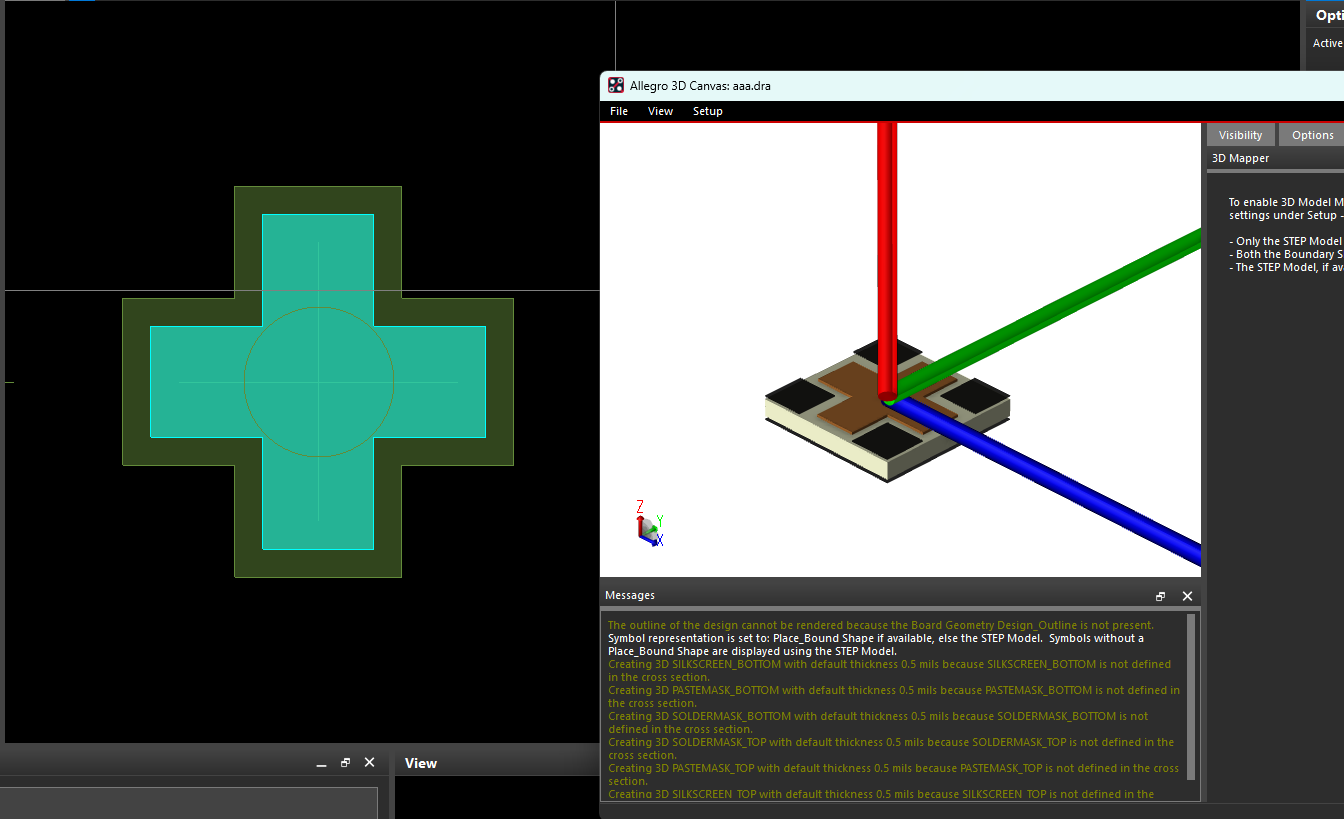 Opti
Active
Allegro 3D Canvas: aaa.dra
File View Setup
Visibility Options
3D Mapper
To enable 3D Model M
settings under Setup -
- Only the STEP Model
- Both the Boundary S
- The STEP Model, if av
Z
Y
X
Messages
The outline of the design cannot be rendered because the Board Geometry Design_Outline is not present.
Symbol representation is set to: Place_Bound Shape if available, else the STEP Model. Symbols without a
Place_Bound Shape are displayed using the STEP Model.
Creating 3D SILKSCREEN_BOTTOM with default thickness 0.5 mils because SILKSCREEN_BOTTOM is not defined
in the cross section.
Creating 3D PASTEMASK_BOTTOM with default thickness 0.5 mils because PASTEMASK_BOTTOM is not defined in
the cross section.
Creating 3D SOLDERMASK_BOTTOM with default thickness 0.5 mils because SOLDERMASK_BOTTOM is not
defined in the cross section.
Creating 3D SOLDERMASK_TOP with default thickness 0.5 mils because SOLDERMASK_TOP is not defined in the
cross section.
Creating 3D PASTEMASK_TOP with default thickness 0.5 mils because PASTEMASK_TOP is not defined in the cross
section.
Creating 3D SILKSCREEN_TOP with default thickness 0.5 mils because SILKSCREEN_TOP is not defined in the
View